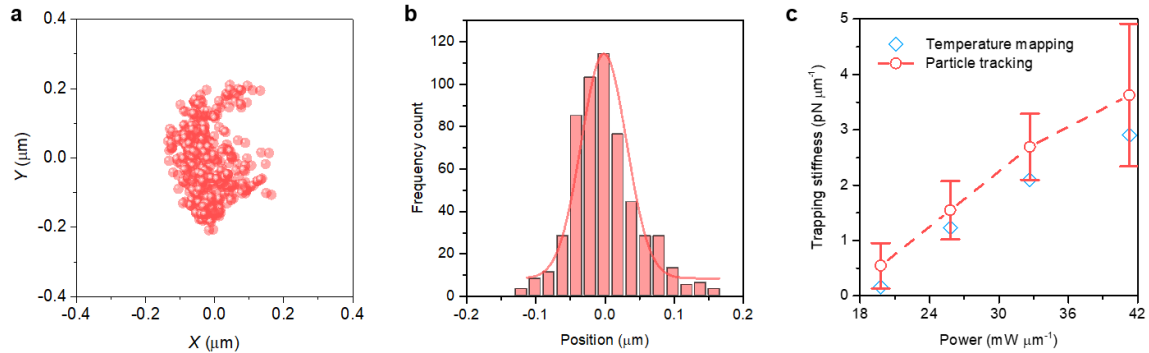 a
0.4
0.2
0.0
-0.2
-0.4
Y (μm)
-0.4 -0.2 0.0 0.2 0.4
X (μm)
b
120
100
80
60
40
20
0
Frequency count
-0.2 -0.1 0.0 0.1 0.2
Position (μm)
c
5
4
3
2
1
0
Trapping stiffness (pN μm⁻¹)
Temperature mapping
Particle tracking
18 24 30 36 42
Power (mW μm⁻¹)